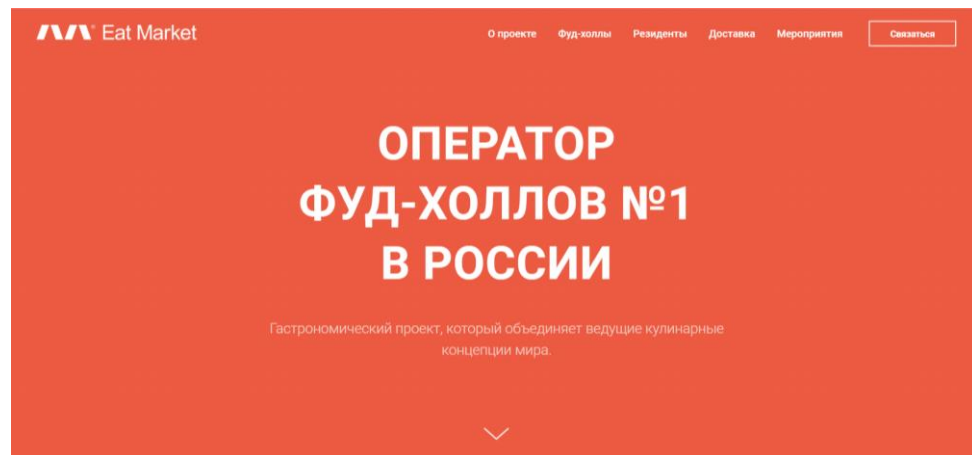 Eat Market
О проекте Фуд-холлы Резиденты Доставка Мероприятия Связаться
ОПЕРАТОР
ФУД-ХОЛЛОВ №1
В РОССИИ
Гастрономический проект, который объединяет ведущие кулинарные
концепции мира.